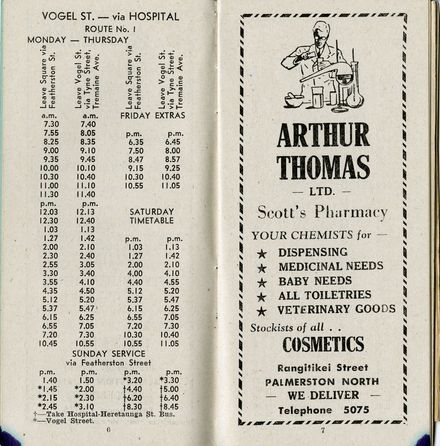 VOGEL ST. — via HOSPITAL
ROUTE No. 1
MONDAY — THURSDAY
Leave Square via Featherston St.
Leave Vogel St. via Tyne Street, Tremaine Ave.
Leave Square via Featherston St.
Leave Vogel St. via Tyne Street, Tremaine Ave.
a.m. a.m. FRIDAY EXTRAS
7.30 7.40
7.55 8.05 p.m. p.m.
8.25 8.35 6.35 6.45
9.00 9.10 7.50 8.00
9.35 9.45 8.47 8.57
10.00 10.10 9.15 9.25
10.30 10.40 10.30 10.40
11.00 11.10 10.55 11.05
11.30 11.40
p.m. p.m.
12.03 12.13 SATURDAY
12.30 12.40 TIMETABLE
1.03 1.13
1.27 1.42 p.m. p.m.
2.00 2.10 1.03 1.13
2.30 2.40 1.27 1.42
2.55 3.05 2.00 2.10
3.30 3.40 4.00 4.10
3.55 4.10 4.40 4.55
4.35 4.50 5.12 5.20
5.12 5.20 5.37 5.47
5.37 5.47 6.15 6.25
6.15 6.25 6.55 7.05
6.55 7.05 7.20 7.30
7.20 7.30 10.30 10.40
10.45 10.55 10.55 11.05
SUNDAY SERVICE
via Featherston Street
p.m. p.m. p.m. p.m.
1.40 1.50 *3.20 *3.30
*1.45 *2.00 †4.40 †5.00
*2.15 *2.30 †6.20 †6.40
*2.45 *3.10 †8.30 †8.45
†—Take Hospital-Heretaunga St. Bus.
*—Vogel Street.
6
ARTHUR
THOMAS
— LTD. —
Scott's Pharmacy
YOUR CHEMISTS for —
★ DISPENSING
★ MEDICINAL NEEDS
★ BABY NEEDS
★ ALL TOILETRIES
★ VETERINARY GOODS
Stockists of all . .
COSMETICS
Rangitikei Street
PALMERSTON NORTH
— WE DELIVER —
Telephone 5075
7